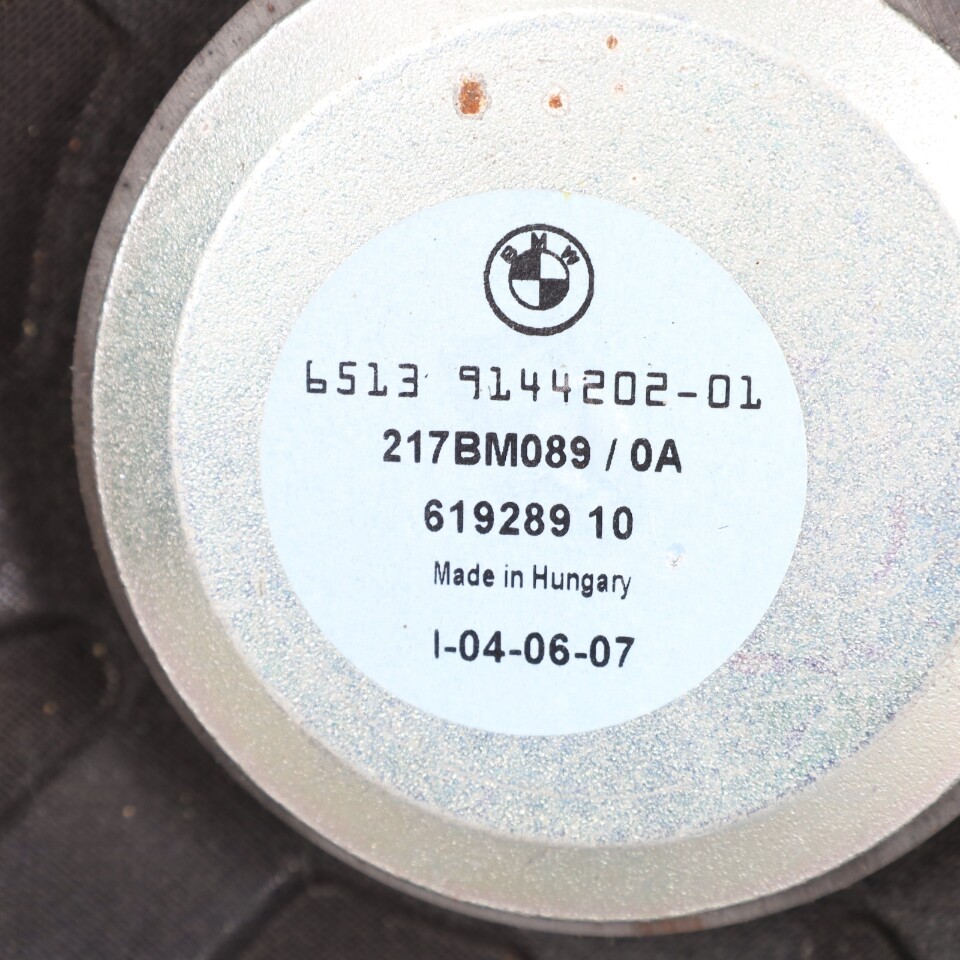 BMW
6513 9144202-01
217BM089 / 0A
619289 10
Made in Hungary
I-04-06-07